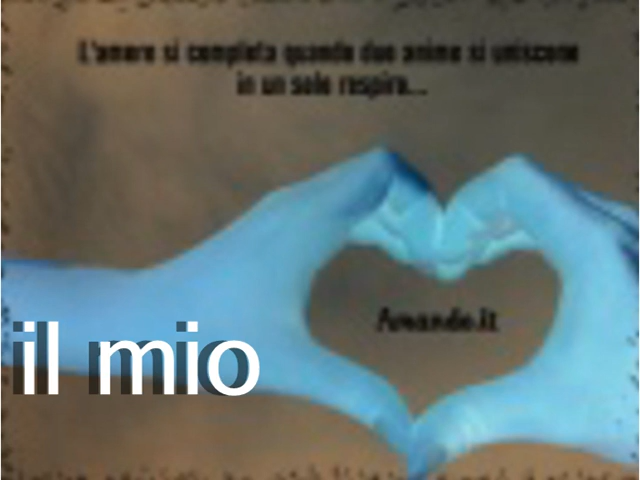 L'amore si completa quando due anime si uniscono
in un solo respiro...
Amando.it
il mio